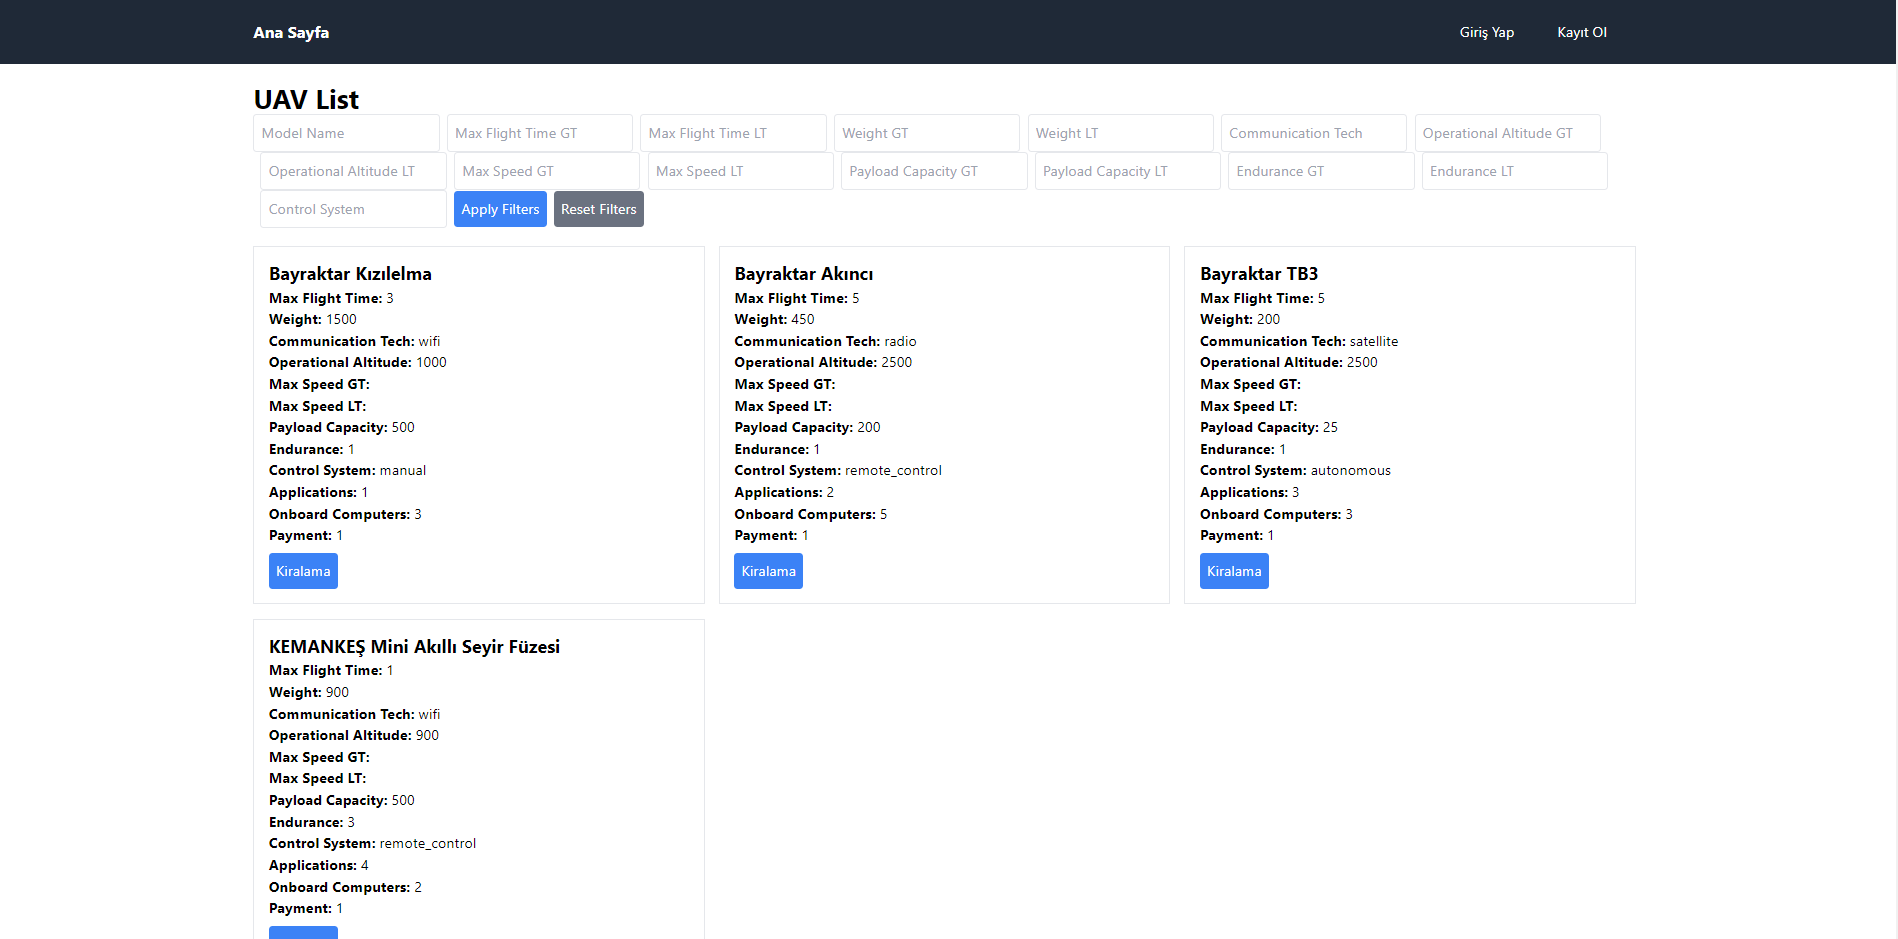 Ana Sayfa Giriş Yap Kayıt Ol
UAV List
Model Name Max Flight Time GT Max Flight Time LT Weight GT Weight LT Communication Tech Operational Altitude GT
Operational Altitude LT Max Speed GT Max Speed LT Payload Capacity GT Payload Capacity LT Endurance GT Endurance LT
Control System Apply Filters Reset Filters
Bayraktar Kızılelma
Max Flight Time: 3
Weight: 1500
Communication Tech: wifi
Operational Altitude: 1000
Max Speed GT:
Max Speed LT:
Payload Capacity: 500
Endurance: 1
Control System: manual
Applications: 1
Onboard Computers: 3
Payment: 1
Kiralama
Bayraktar Akıncı
Max Flight Time: 5
Weight: 450
Communication Tech: radio
Operational Altitude: 2500
Max Speed GT:
Max Speed LT:
Payload Capacity: 200
Endurance: 1
Control System: remote_control
Applications: 2
Onboard Computers: 5
Payment: 1
Kiralama
Bayraktar TB3
Max Flight Time: 5
Weight: 200
Communication Tech: satellite
Operational Altitude: 2500
Max Speed GT:
Max Speed LT:
Payload Capacity: 25
Endurance: 1
Control System: autonomous
Applications: 3
Onboard Computers: 3
Payment: 1
Kiralama
KEMANKEŞ Mini Akıllı Seyir Füzesi
Max Flight Time: 1
Weight: 900
Communication Tech: wifi
Operational Altitude: 900
Max Speed GT:
Max Speed LT:
Payload Capacity: 500
Endurance: 3
Control System: remote_control
Applications: 4
Onboard Computers: 2
Payment: 1